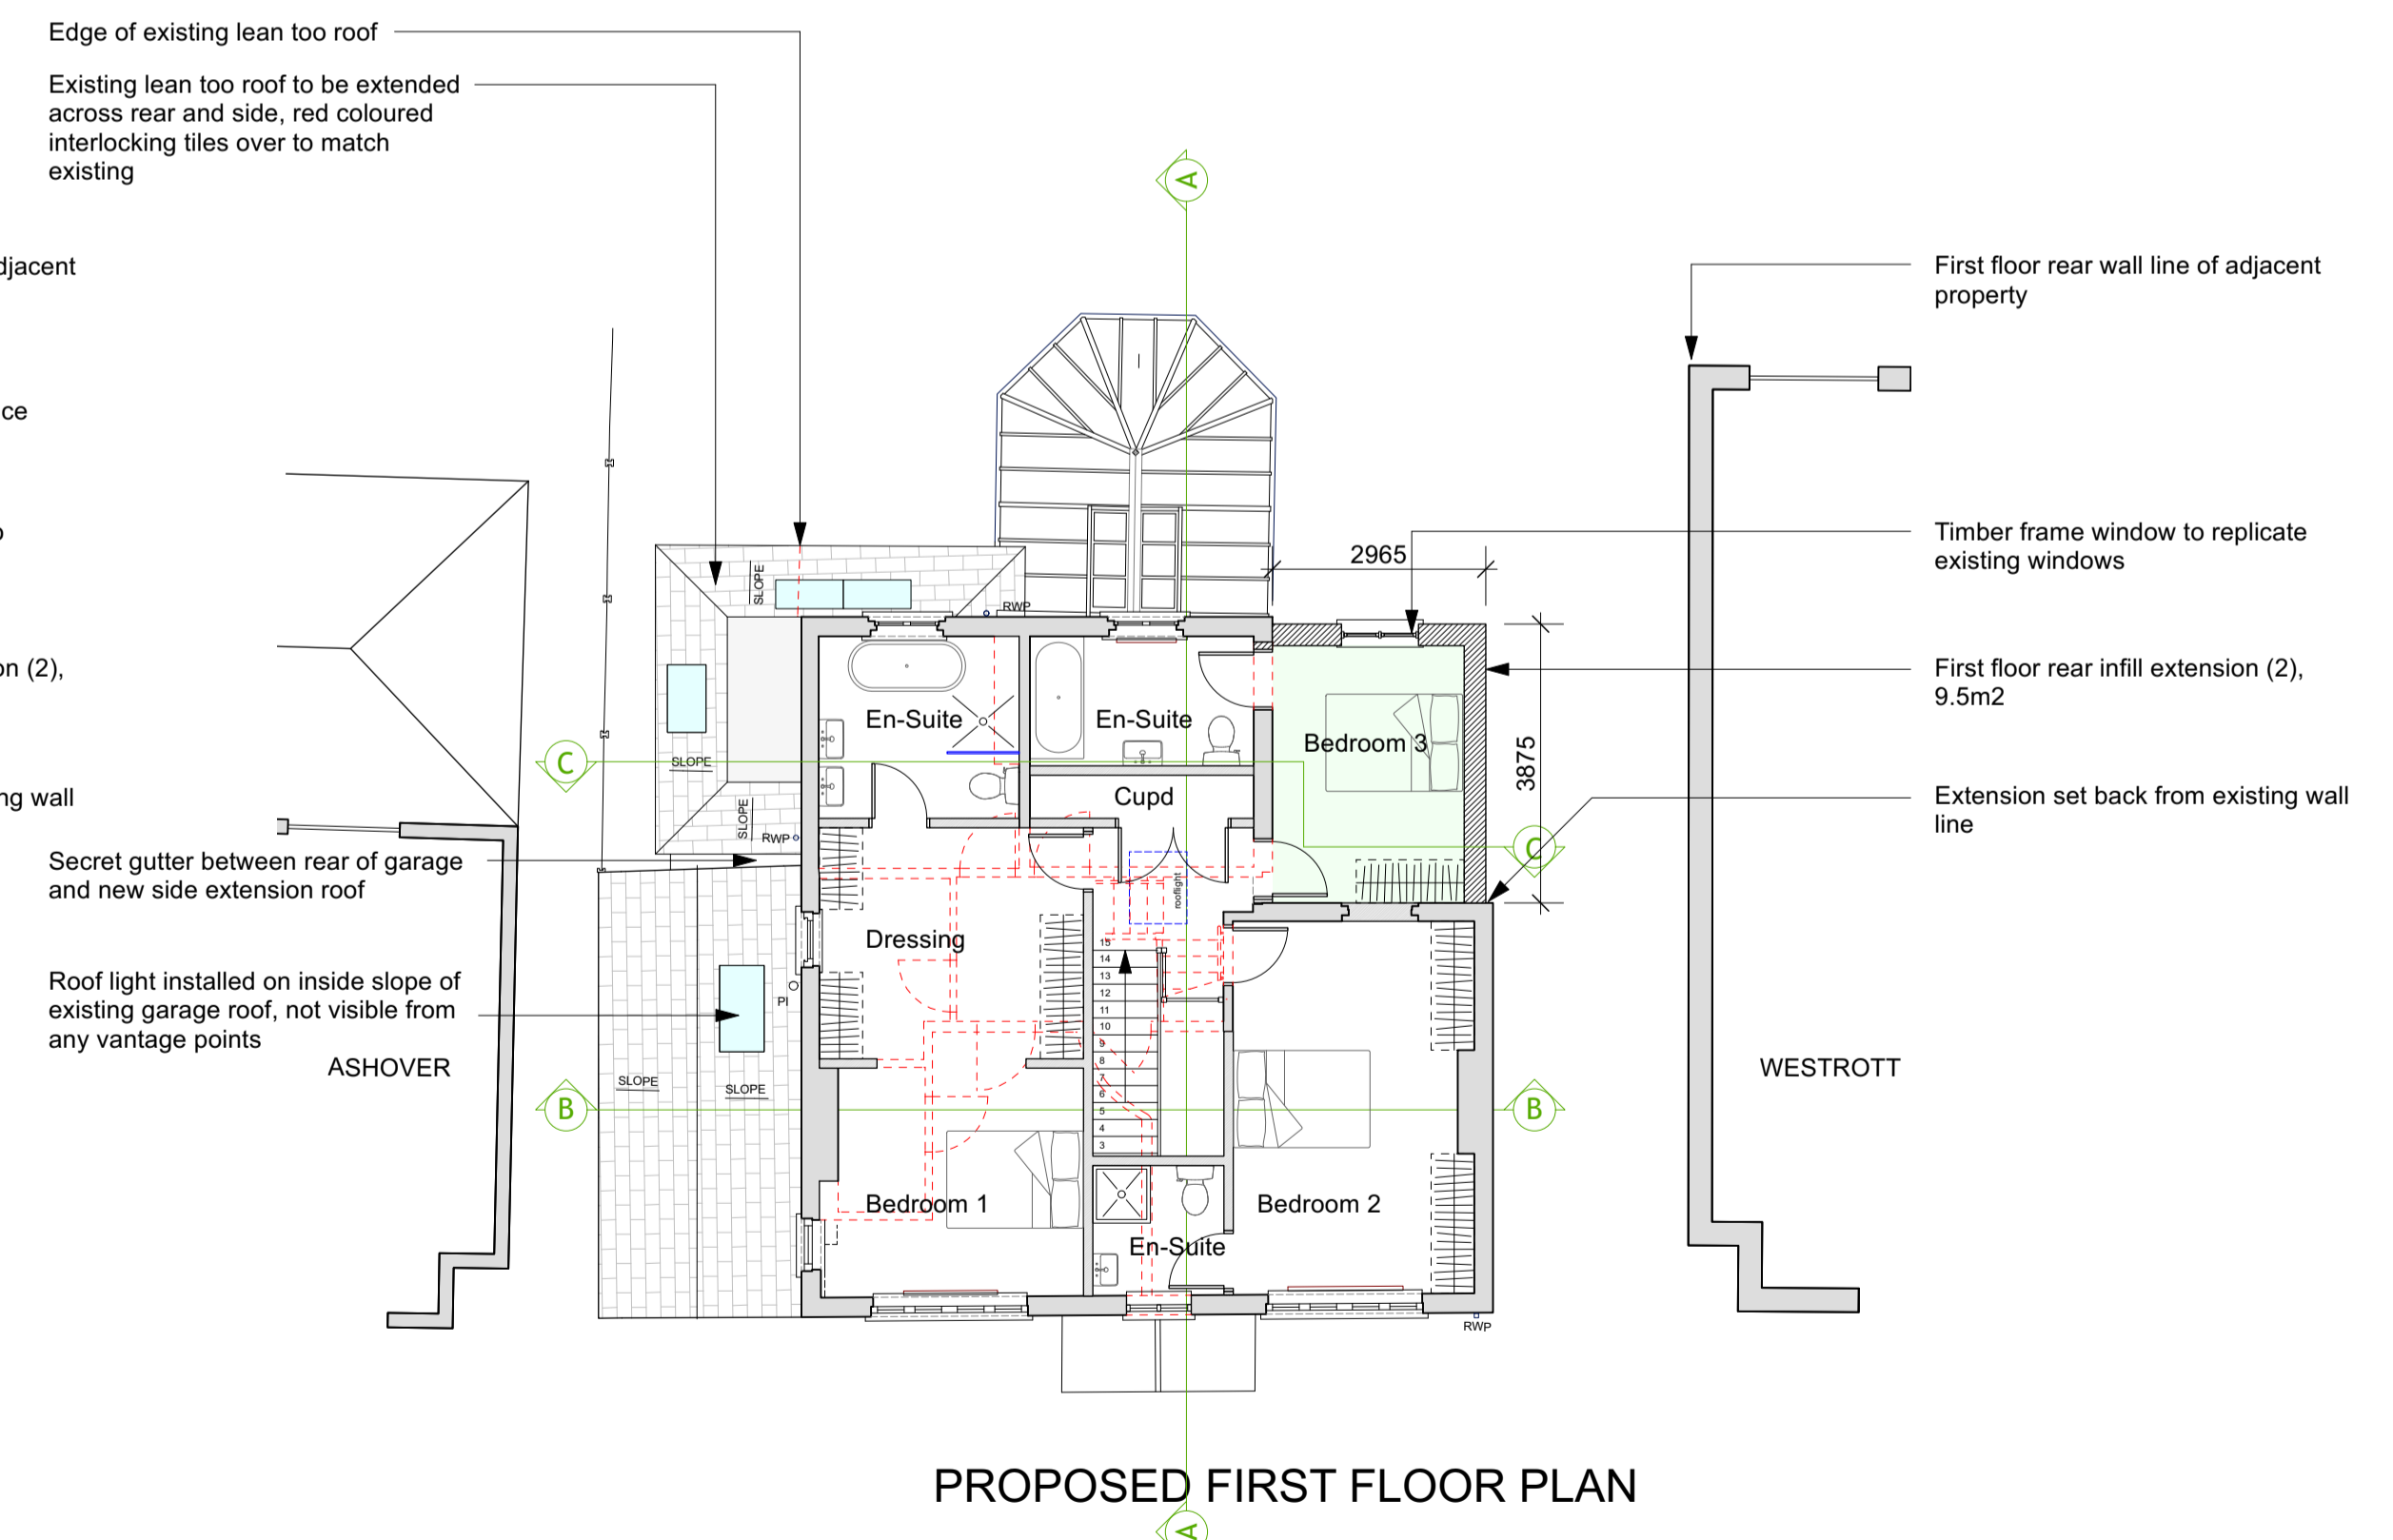 Edge of existing lean too roof
Existing lean too roof to be extended
across rear and side, red coloured
interlocking tiles over to match
existing
A
djacent
First floor rear wall line of adjacent
property
ce
Timber frame window to replicate
existing windows
2965
SLOPE
RWP
on (2),
First floor rear infill extension (2),
9.5m2
En-Suite
En-Suite
Bedroom 3
3875
C
SLOPE
Cupd
ng wall
Extension set back from existing wall
line
SLOPE
RWP
C
Secret gutter between rear of garage
and new side extension roof
rooflight
Dressing
15
14
13
12
11
10
9
8
7
6
5
4
3
Roof light installed on inside slope of
existing garage roof, not visible from
any vantage points
PI
ASHOVER
WESTROTT
SLOPE
SLOPE
B
B
Bedroom 1
Bedroom 2
En-Suite
RWP
PROPOSED FIRST FLOOR PLAN
A